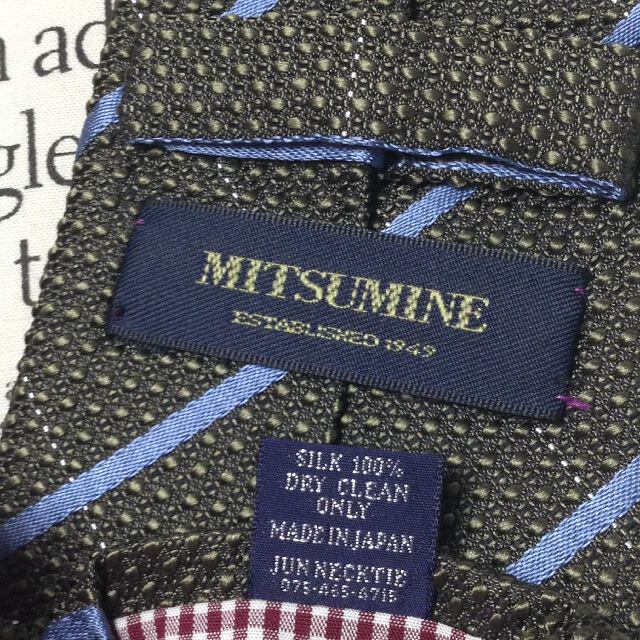 n ad
gle
t
MITSUMINE
ESTABLISHED 1949
SILK 100%
DRY CLEAN
ONLY
MADE IN JAPAN
JUN NECKTIE